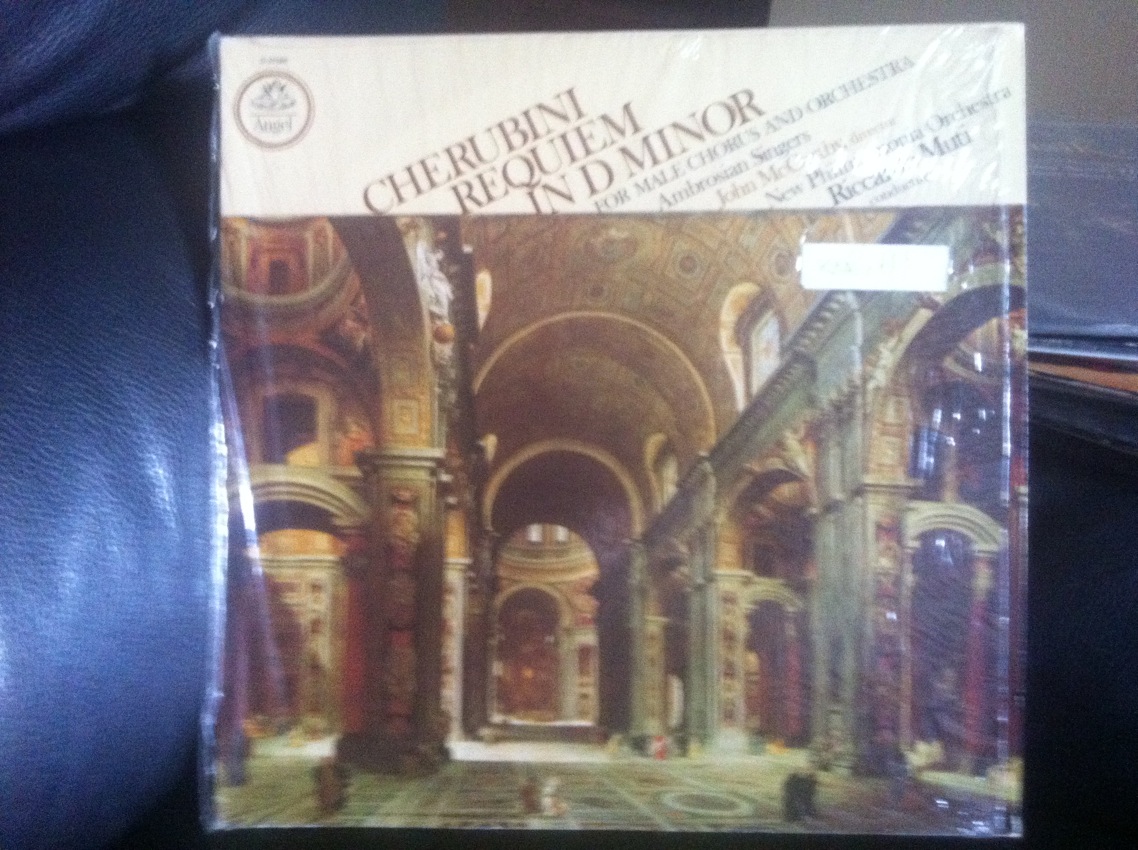 Angel
CHERUBINI
REQUIEM
IN D MINOR
FOR MALE CHORUS AND ORCHESTRA
Ambrosian Singers
John McCarthy, director
New Philharmonia Orchestra
Riccardo Muti
conductor